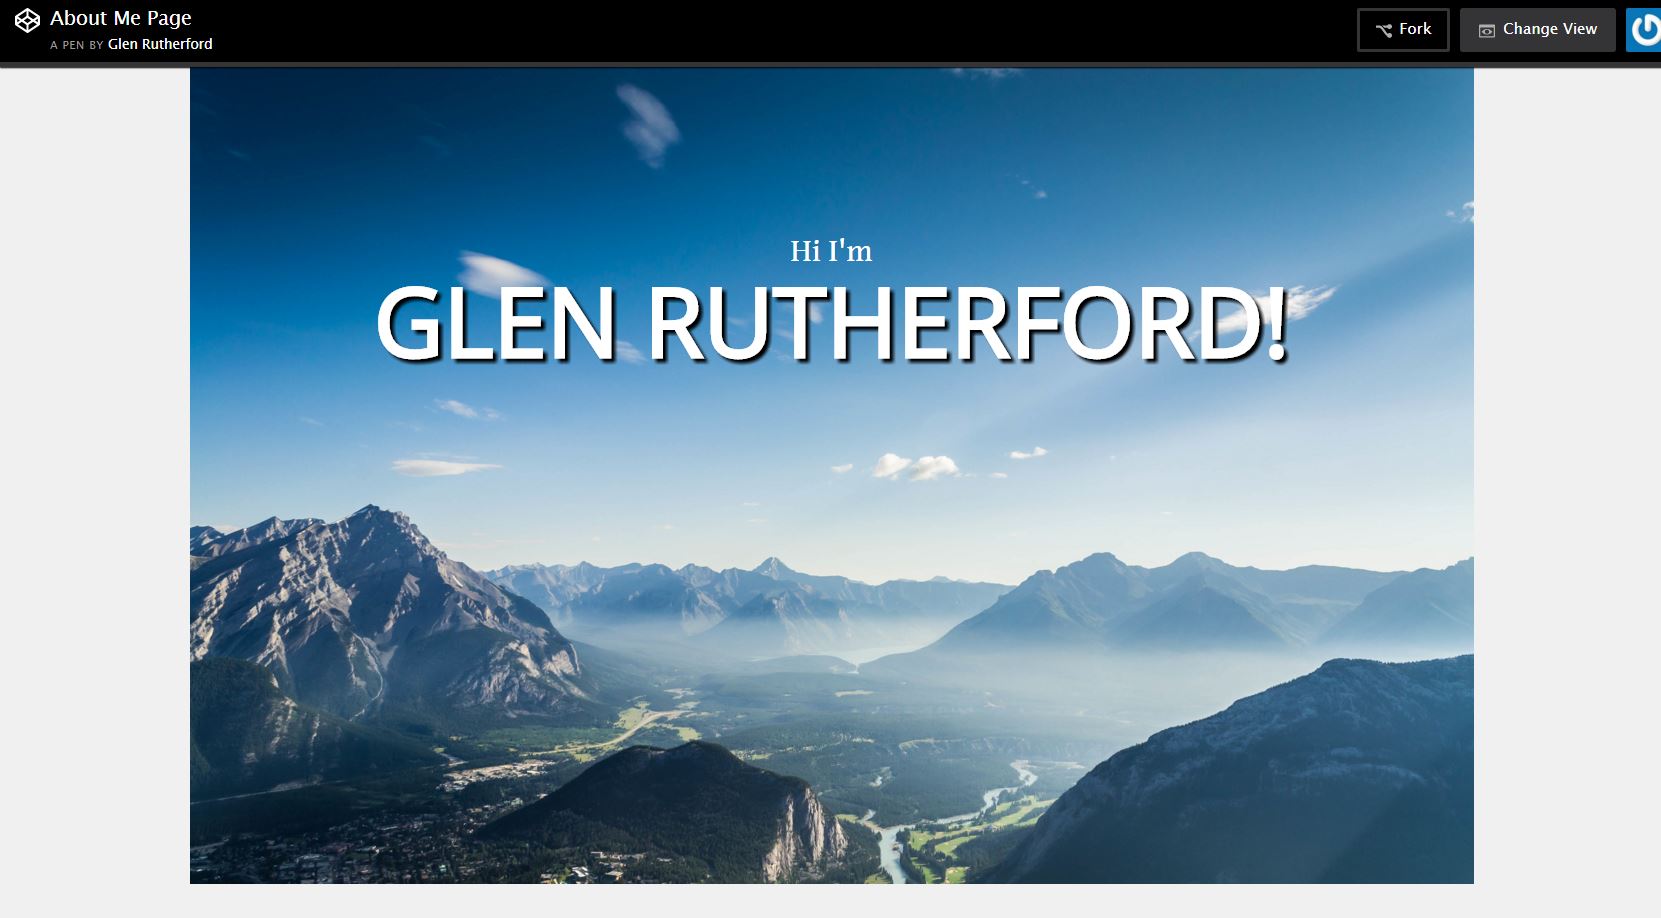 About Me Page
A PEN BY Glen Rutherford
Fork
Change View
Hi I'm
GLEN RUTHERFORD!